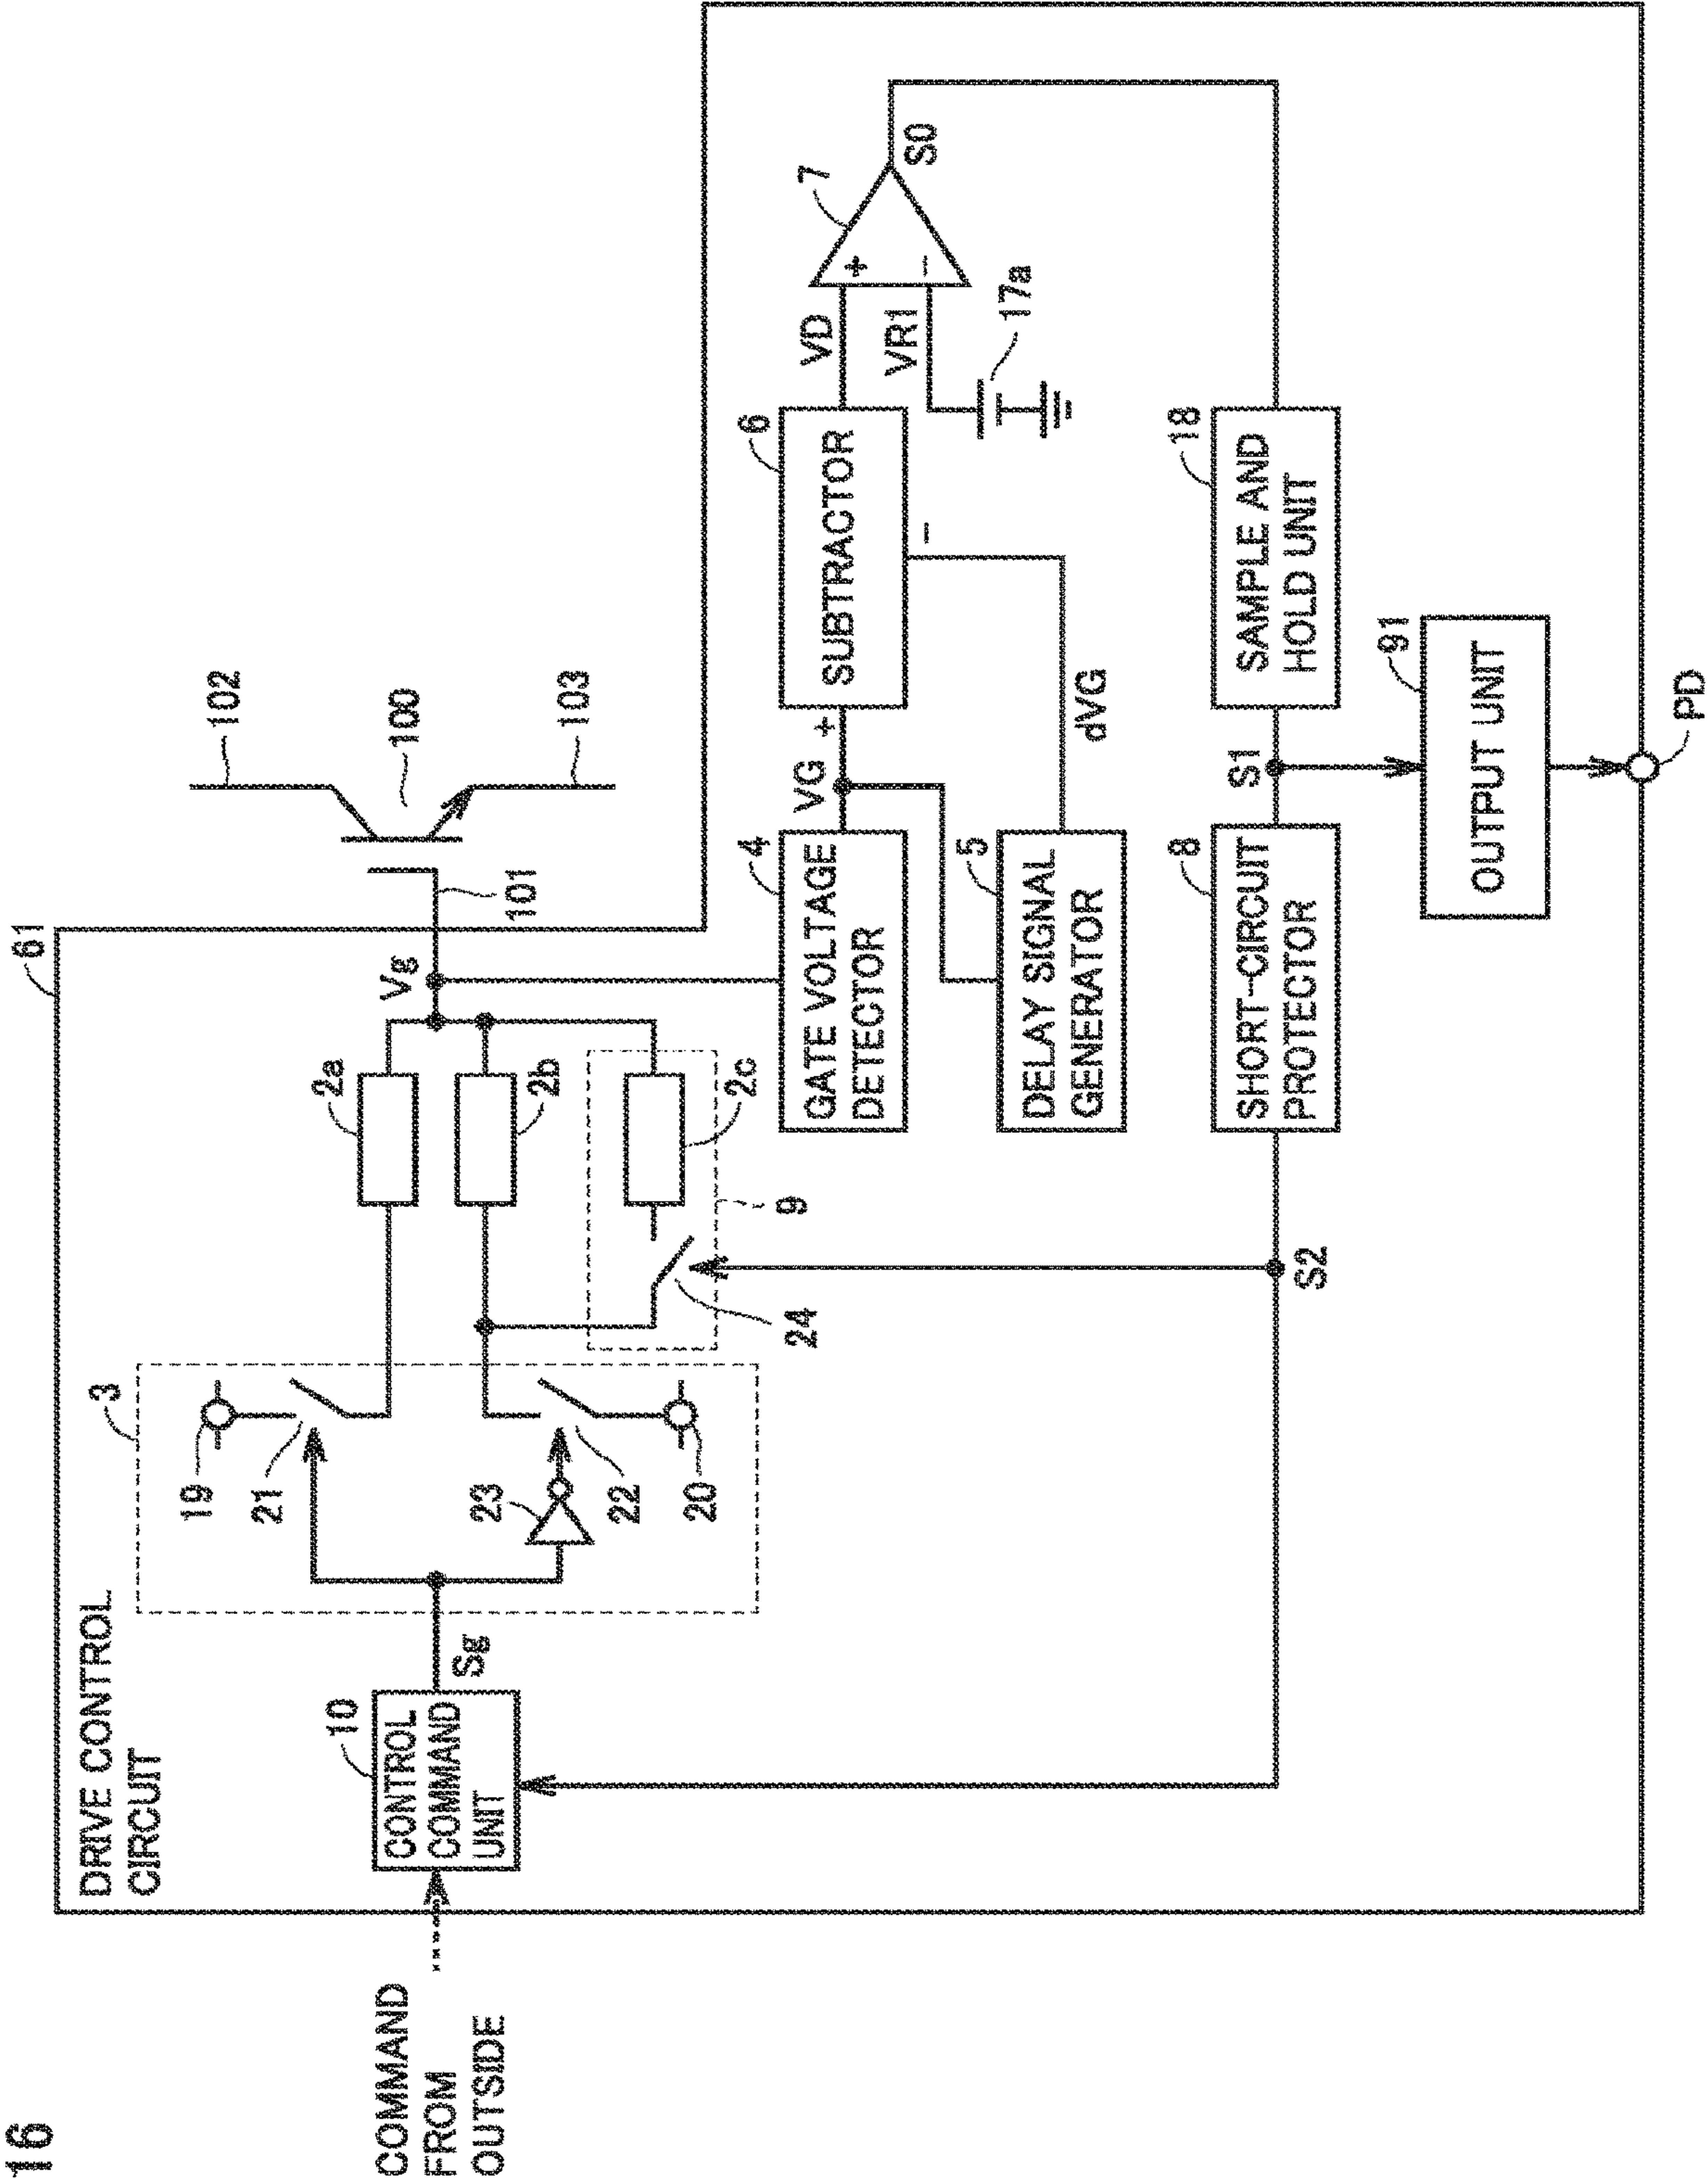 16
DRIVE CONTROL
CIRCUIT
61
COMMAND
FROM
OUTSIDE
10
CONTROL
COMMAND
UNIT
Sg
3
19
21
23
22
20
2a
2b
2c
24
9
Vg
101
102
100
103
4
GATE VOLTAGE
DETECTOR
VG
+
6
SUBTRACTOR
−
VD
VR1
7
+
−
S0
17a
5
DELAY SIGNAL
GENERATOR
dVG
S2
8
SHORT-CIRCUIT
PROTECTOR
S1
18
SAMPLE AND
HOLD UNIT
91
OUTPUT UNIT
PD